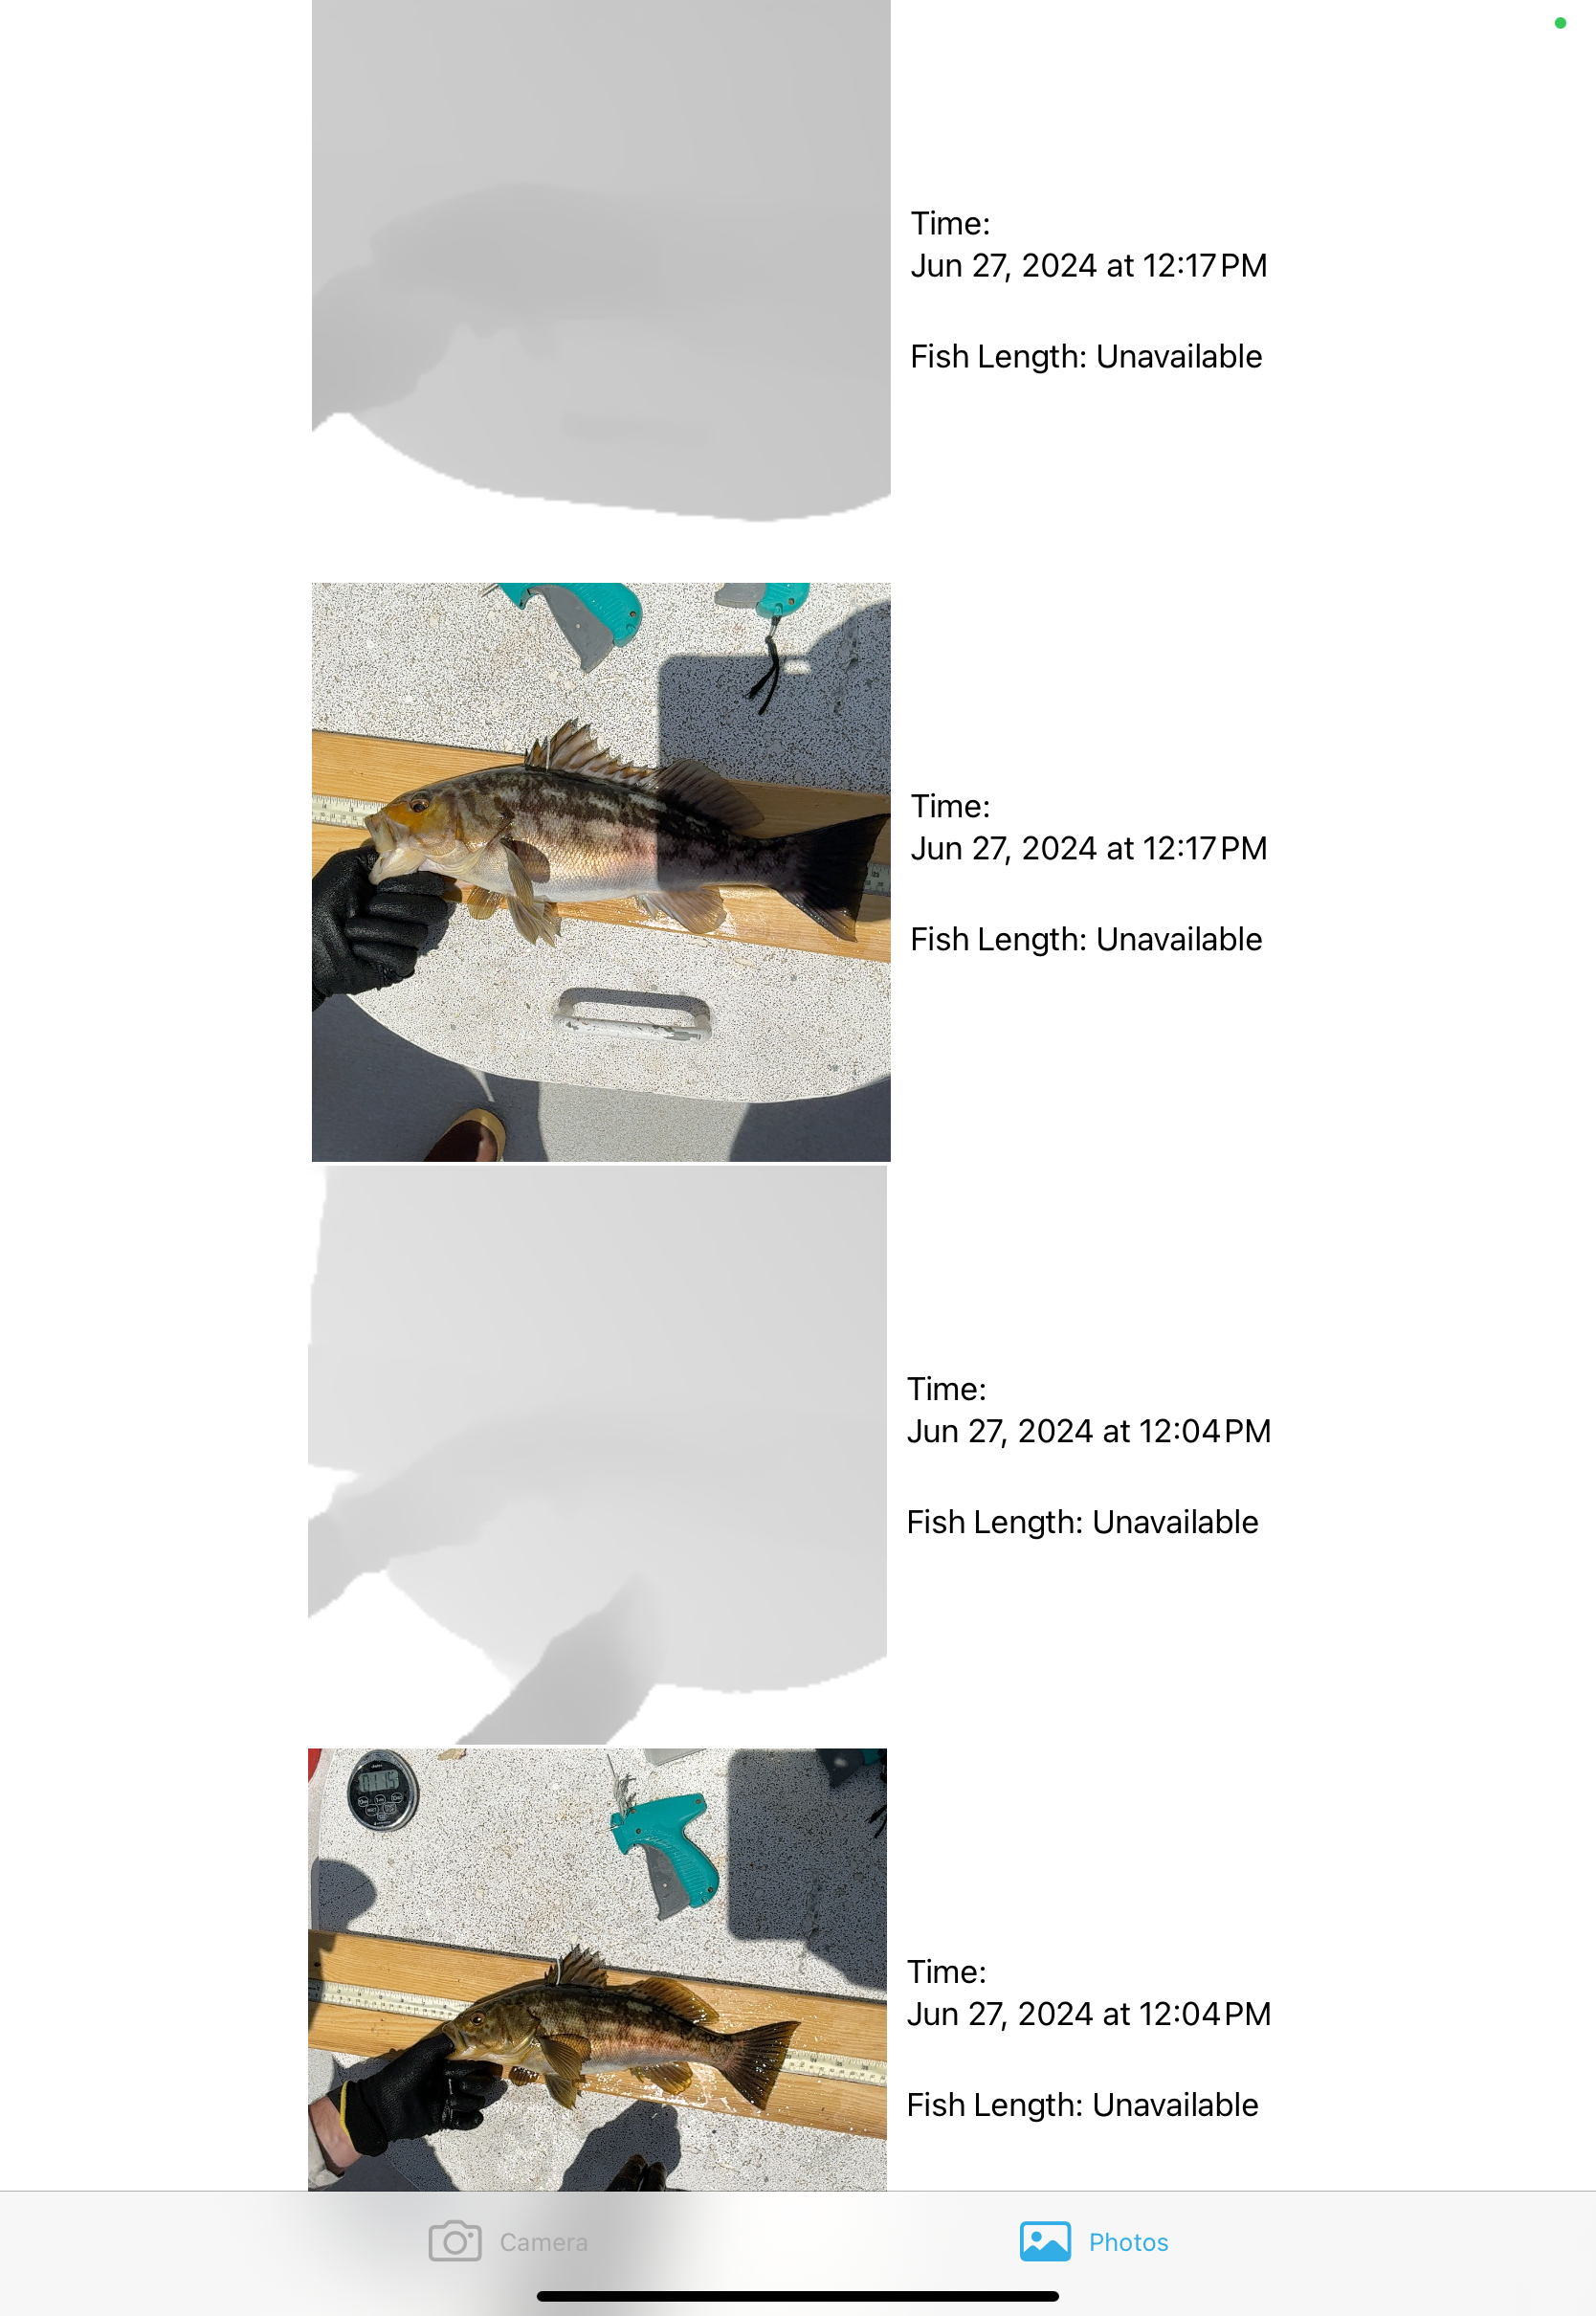 Time:
Jun 27, 2024 at 12:17 PM
Fish Length: Unavailable
Time:
Jun 27, 2024 at 12:17 PM
Fish Length: Unavailable
Time:
Jun 27, 2024 at 12:04 PM
Fish Length: Unavailable
Time:
Jun 27, 2024 at 12:04 PM
Fish Length: Unavailable
Camera
Photos